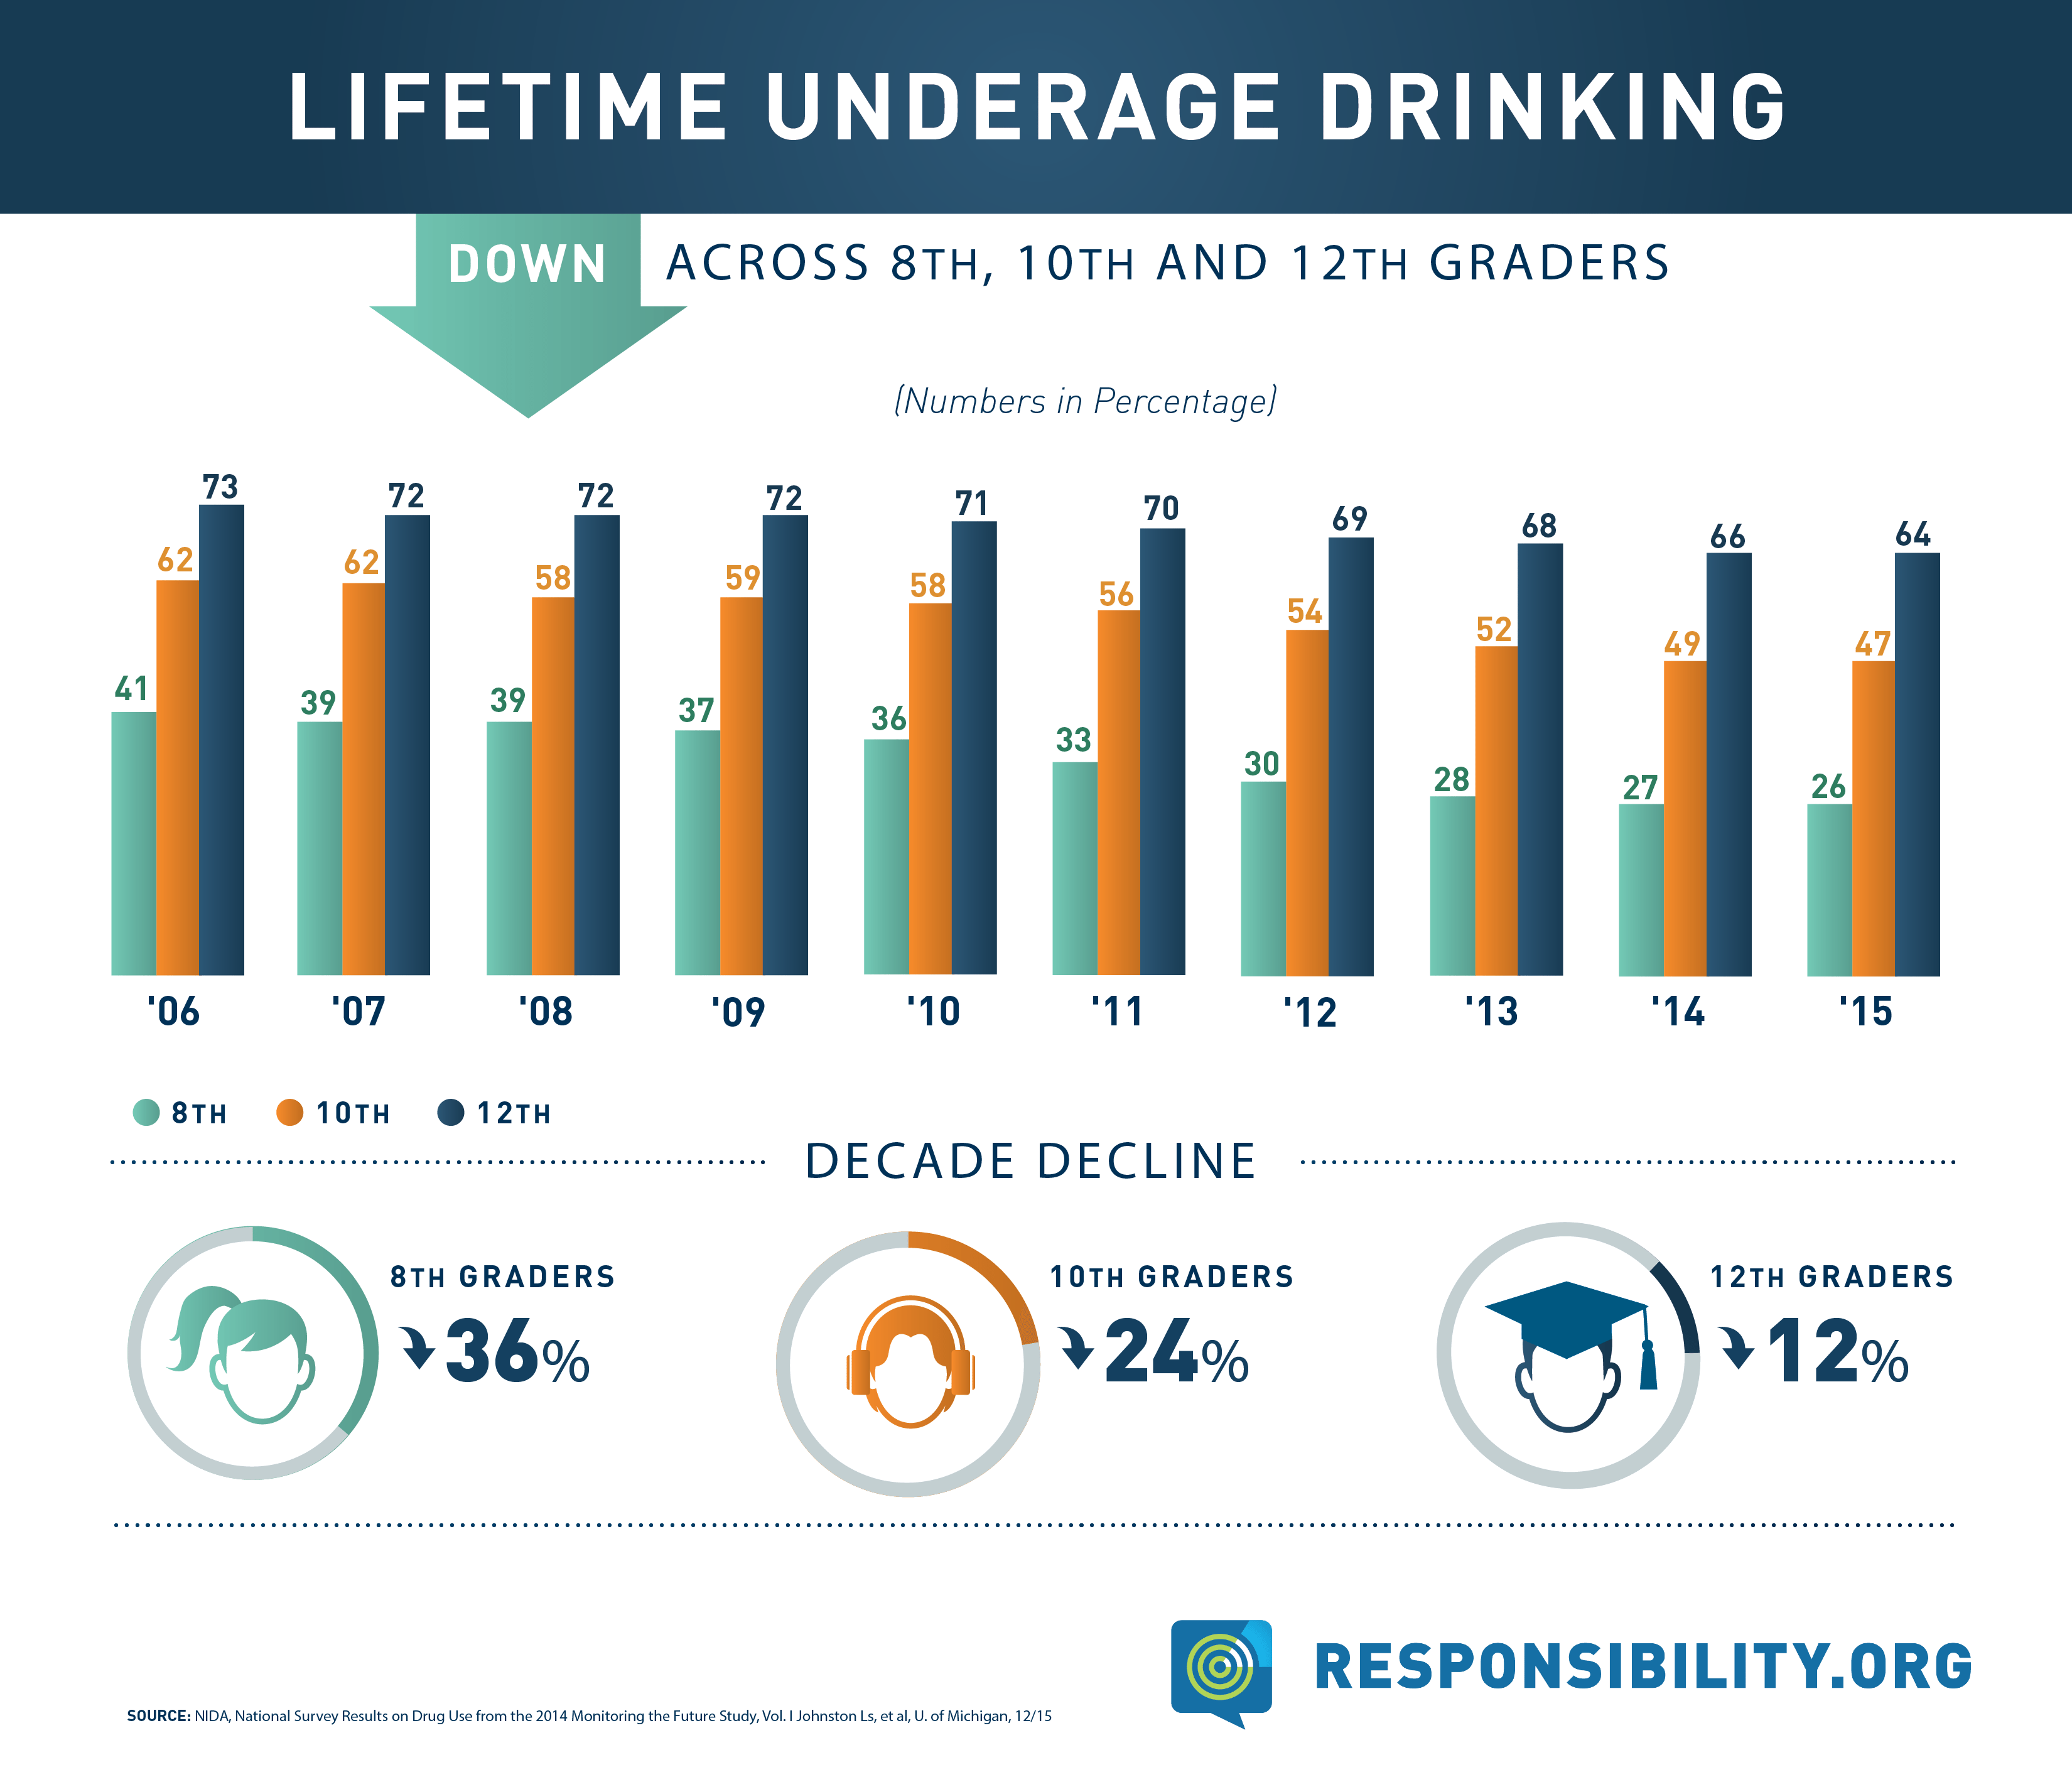 LIFETIME UNDERAGE DRINKING
DOWN ACROSS 8TH, 10TH AND 12TH GRADERS
(Numbers in Percentage)
41 62 73
39 62 72
39 58 72
37 59 72
36 58 71
33 56 70
30 54 69
28 52 68
27 49 66
26 47 64
'06 '07 '08 '09 '10 '11 '12 '13 '14 '15
8TH 10TH 12TH
DECADE DECLINE
8TH GRADERS
36%
10TH GRADERS
24%
12TH GRADERS
12%
RESPONSIBILITY.ORG
SOURCE: NIDA, National Survey Results on Drug Use from the 2014 Monitoring the Future Study, Vol. I Johnston Ls, et al, U. of Michigan, 12/15